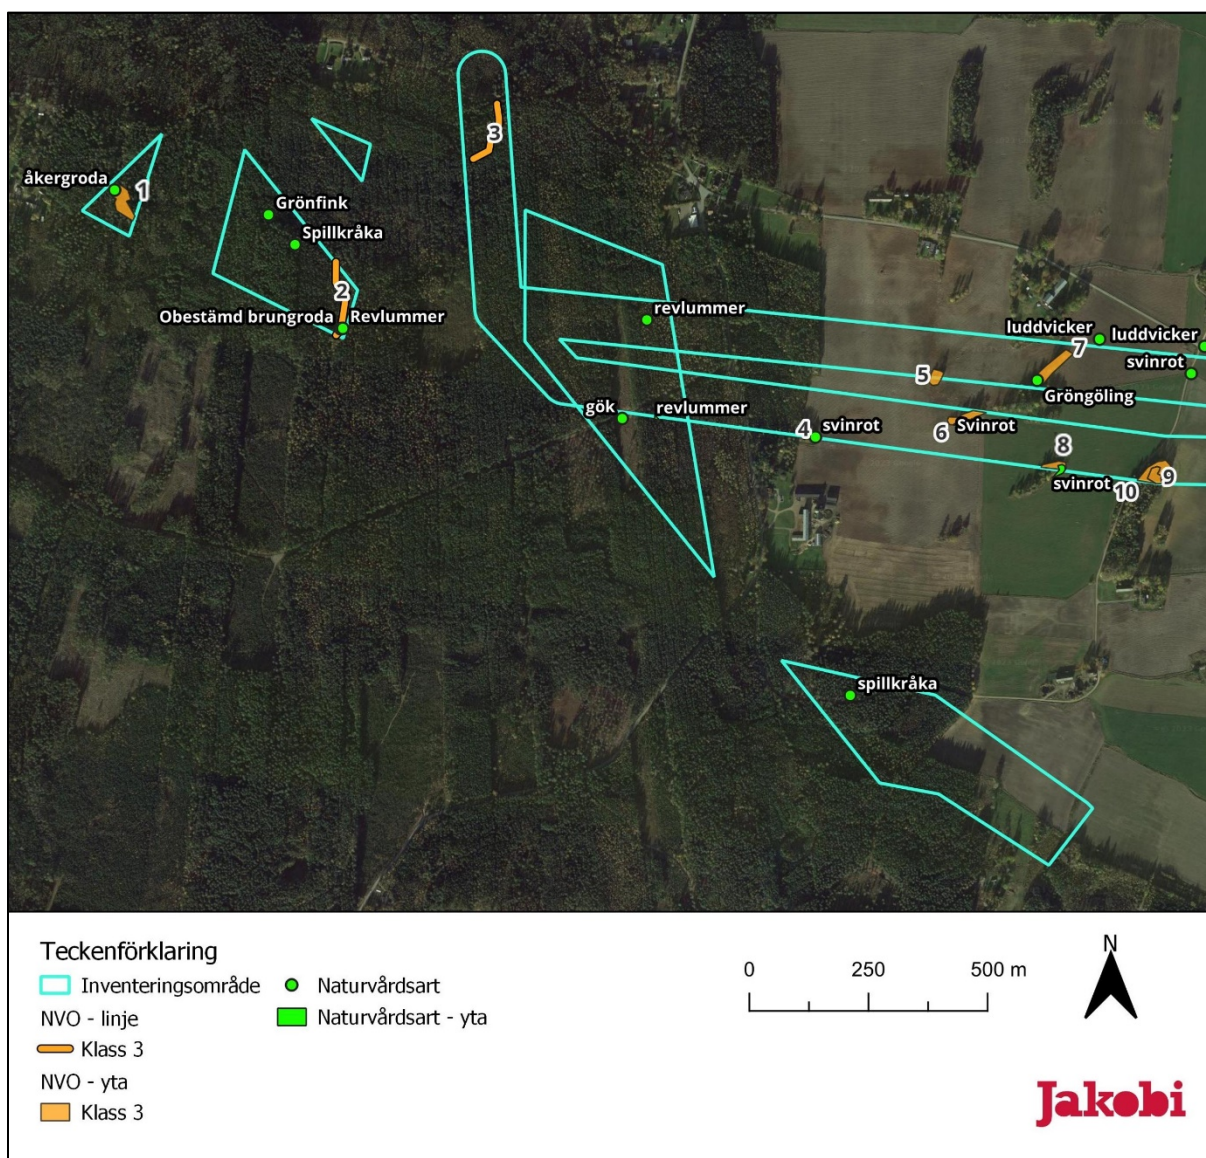 3
åkergroda
1
Grönfink
Spillkråka
2
Obestämd brungroda
Revlummer
revlummer
luddvicker
luddvicker
7
svinrot
5
Gröngöling
gök
revlummer
4
svinrot
6
Svinrot
8
svinrot
10
9
spillkråka
Teckenförklaring
Inventeringsområde
Naturvårdsart
NVO - linje
Naturvårdsart - yta
Klass 3
NVO - yta
Klass 3
0 250 500 m
N
Jakobi